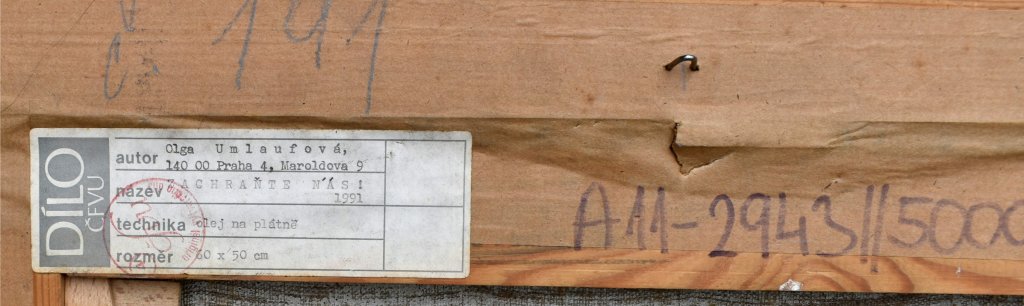 141
DÍLO
ČFVU
autor Olga Umlaufová,
140 00 Praha 4, Maroldova 9
název ZACHRAŇTE NÁS!
1991
technika olej na plátně
rozměr 60 x 50 cm
A11-2943//5000